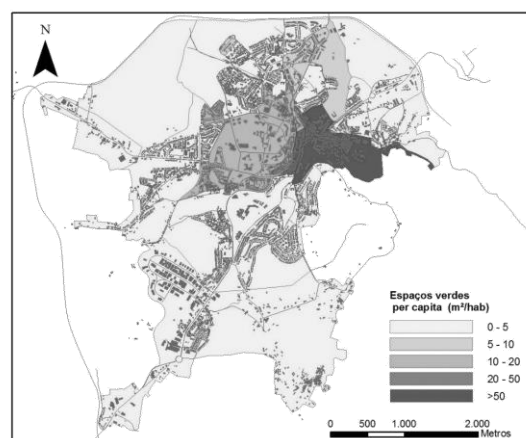 N
Espaços verdes
per capita (m²/hab)
0 - 5
5 - 10
10 - 20
20 - 50
>50
0 500 1.000 2.000
Metros